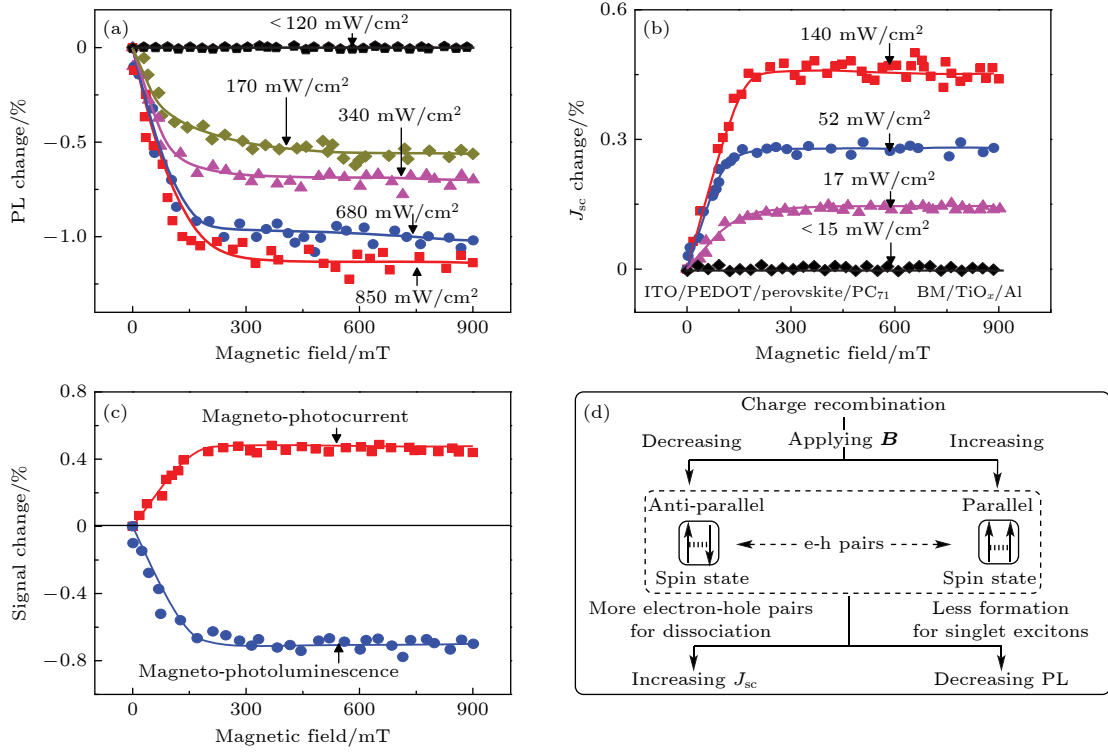 (a)
<120 mW/cm²
170 mW/cm²
340 mW/cm²
680 mW/cm²
850 mW/cm²
0
−0.5
−1.0
PL change/%
0 300 600 900
Magnetic field/mT
(b)
140 mW/cm²
52 mW/cm²
17 mW/cm²
<15 mW/cm²
ITO/PEDOT/perovskite/PC₇₁ BM/TiOₓ/Al
0.6
0.3
0
Jsc change/%
0 300 600 900
Magnetic field/mT
(c)
Magneto-photocurrent
Magneto-photoluminescence
0.8
0.4
0
−0.4
−0.8
Signal change/%
0 300 600 900
Magnetic field/mT
(d)
Charge recombination
Decreasing Applying B Increasing
Anti-parallel Parallel
e-h pairs
Spin state Spin state
More electron-hole pairs Less formation
for dissociation for singlet excitons
Increasing Jsc Decreasing PL